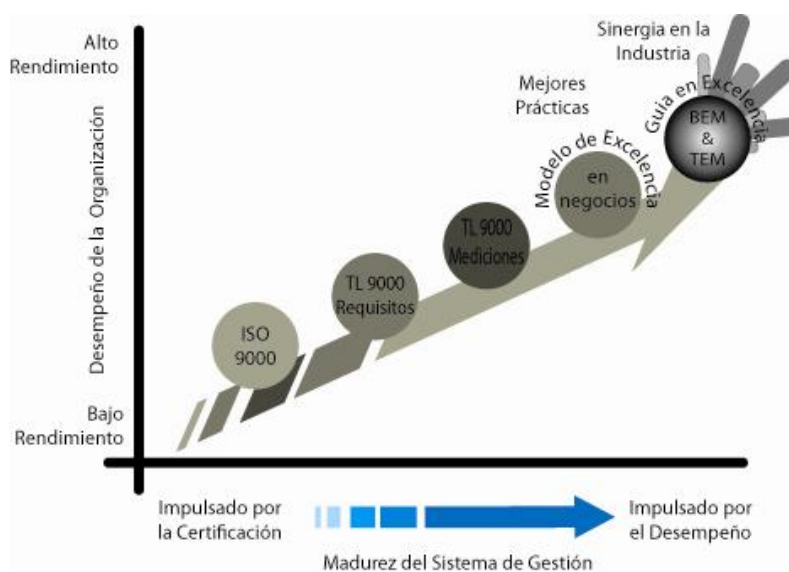 Alto
Rendimiento
Desempeño de la Organización
Bajo
Rendimiento
ISO
9000
TL 9000
Requisitos
TL 9000
Mediciones
Mejores
Prácticas
Modelo de Excelencia
en
negocios
Sinergia en la
Industria
Guia en Excelencia
BEM
&
TEM
Impulsado por
la Certificación
Impulsado por
el Desempeño
Madurez del Sistema de Gestión